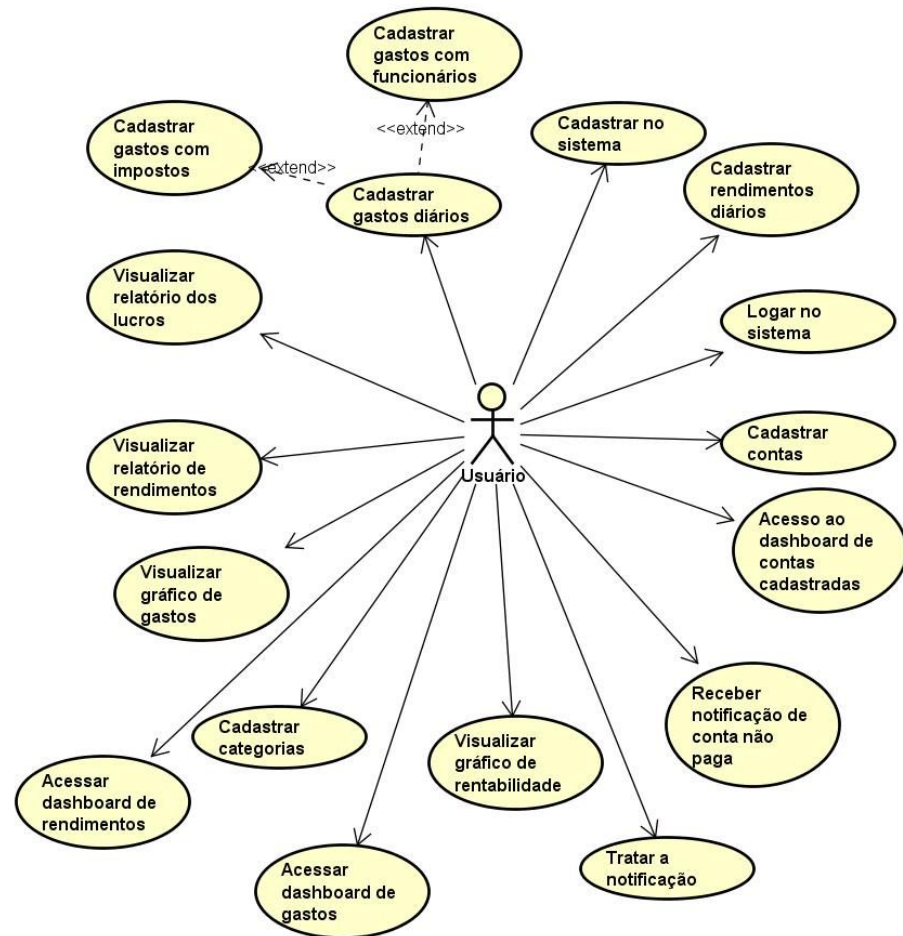 Cadastrar
gastos com
funcionários
<<extend>>
Cadastrar no
sistema
Cadastrar
gastos com
impostos
<<extend>>
Cadastrar
gastos diários
Cadastrar
rendimentos
diários
Visualizar
relatório dos
lucros
Logar no
sistema
Visualizar
relatório de
rendimentos
Usuário
Cadastrar
contas
Acesso ao
dashboard de
contas
cadastradas
Visualizar
gráfico de
gastos
Receber
notificação de
conta não
paga
Cadastrar
categorias
Visualizar
gráfico de
rentabilidade
Acessar
dashboard de
rendimentos
Acessar
dashboard de
gastos
Tratar a
notificação